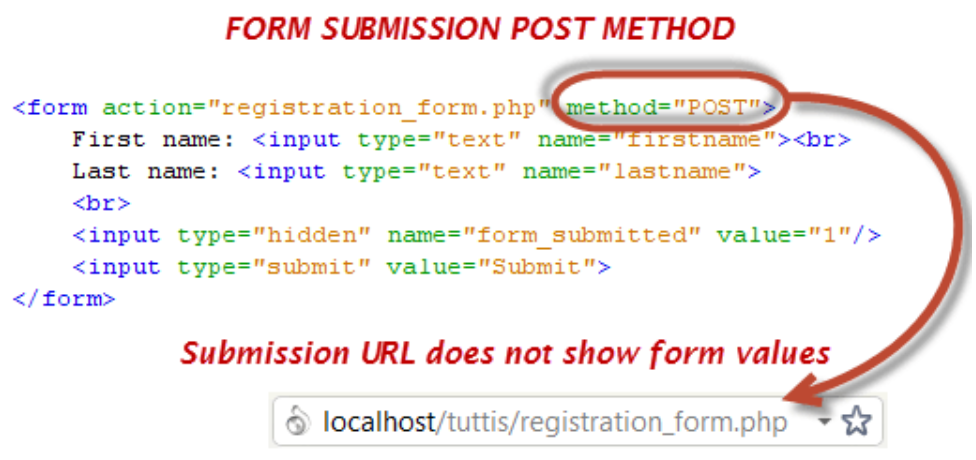 FORM SUBMISSION POST METHOD
<form action="registration_form.php" method="POST">
First name: <input type="text" name="firstname"><br>
Last name: <input type="text" name="lastname">
<br>
<input type="hidden" name="form_submitted" value="1"/>
<input type="submit" value="Submit">
</form>
Submission URL does not show form values
localhost/tuttis/registration_form.php